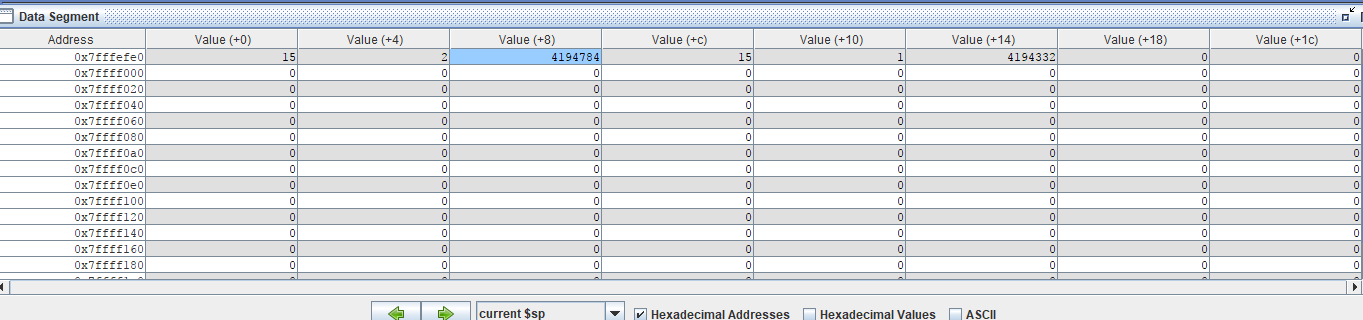 Data Segment
Address Value (+0) Value (+4) Value (+8) Value (+c) Value (+10) Value (+14) Value (+18) Value (+1c)
0x7fffefe0 15 2 4194784 15 1 4194332 0 0
0x7ffff000 0 0 0 0 0 0 0 0
0x7ffff020 0 0 0 0 0 0 0 0
0x7ffff040 0 0 0 0 0 0 0 0
0x7ffff060 0 0 0 0 0 0 0 0
0x7ffff080 0 0 0 0 0 0 0 0
0x7ffff0a0 0 0 0 0 0 0 0 0
0x7ffff0c0 0 0 0 0 0 0 0 0
0x7ffff0e0 0 0 0 0 0 0 0 0
0x7ffff100 0 0 0 0 0 0 0 0
0x7ffff120 0 0 0 0 0 0 0 0
0x7ffff140 0 0 0 0 0 0 0 0
0x7ffff160 0 0 0 0 0 0 0 0
0x7ffff180 0 0 0 0 0 0 0 0
current $sp Hexadecimal Addresses Hexadecimal Values ASCII